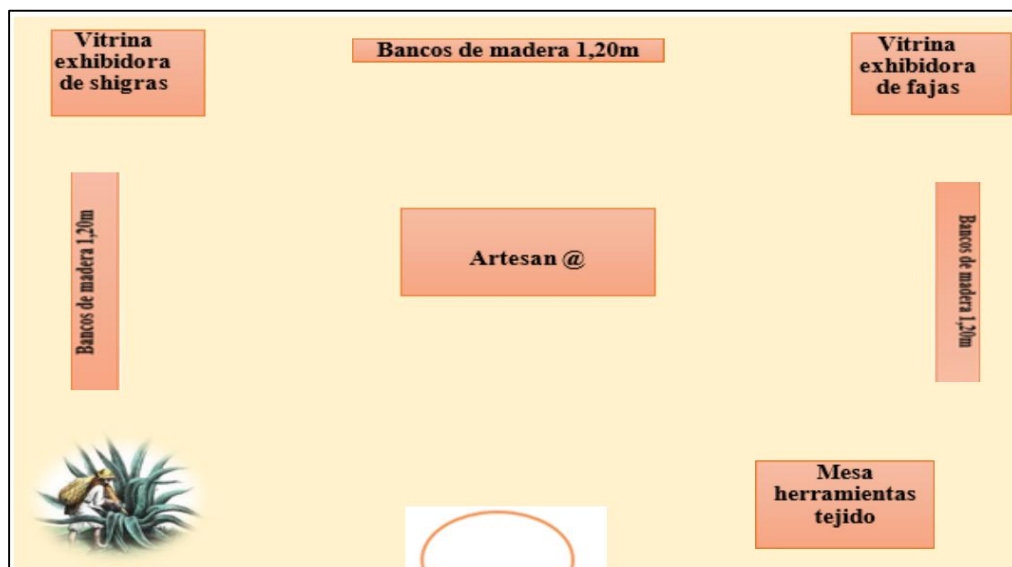 Vitrina
exhibidora
de shigras
Bancos de madera 1,20m
Vitrina
exhibidora
de fajas
Bancos de madera 1,20m
Artesan @
Bancos de madera 1,20m
Mesa
herramientas
tejido